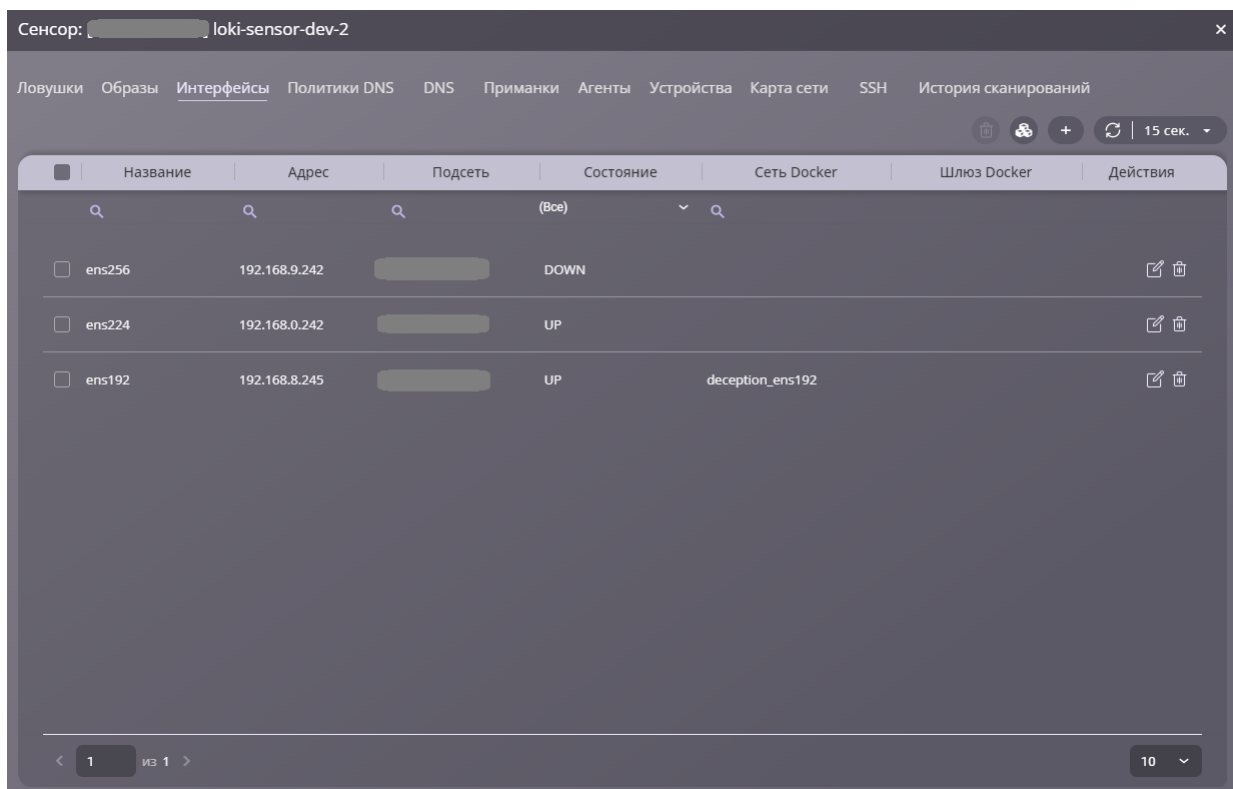 Сенсор: [ ] loki-sensor-dev-2
Ловушки Образы Интерфейсы Политики DNS DNS Приманки Агенты Устройства Карта сети SSH История сканирований
15 сек.
Название Адрес Подсеть Состояние Сеть Docker Шлюз Docker Действия
(Все)
ens256 192.168.9.242 DOWN
ens224 192.168.0.242 UP
ens192 192.168.8.245 UP deception_ens192
1 из 1 10